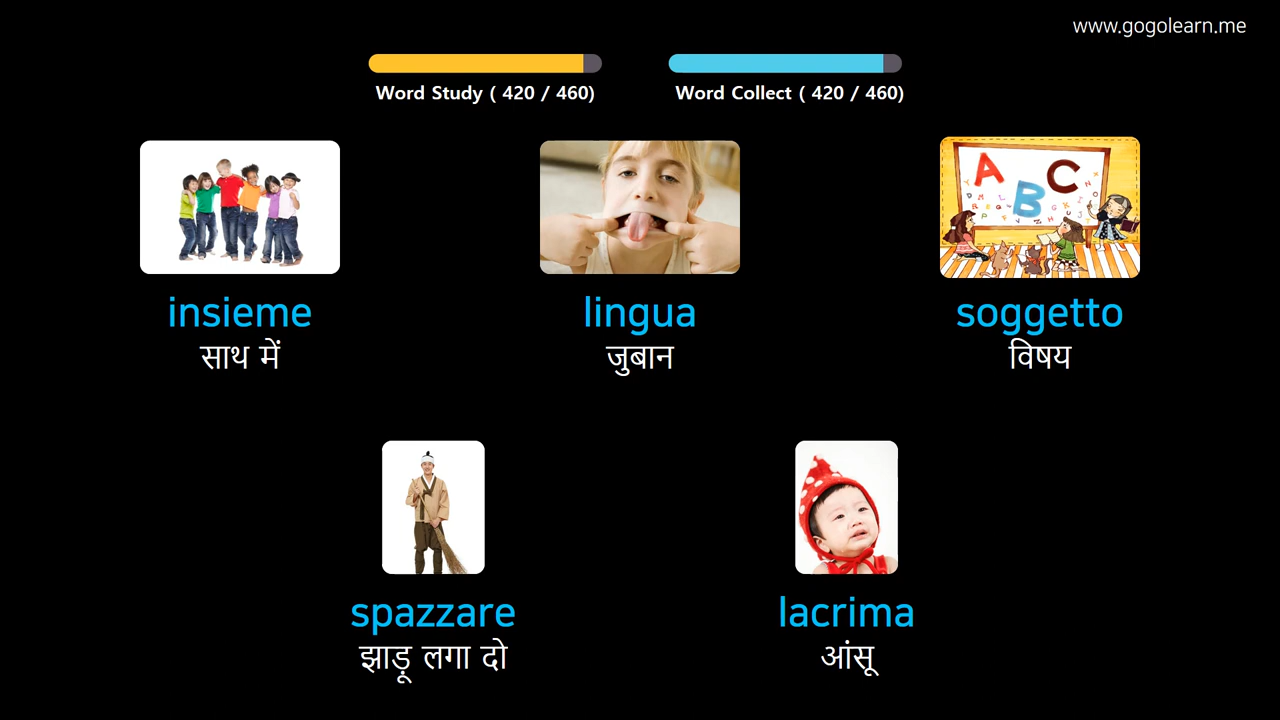 www.gogolearn.me
Word Study ( 420 / 460)
Word Collect ( 420 / 460)
insieme
साथ में
lingua
जुबान
soggetto
विषय
A B C
spazzare
झाड़ू लगा दो
lacrima
आंसू